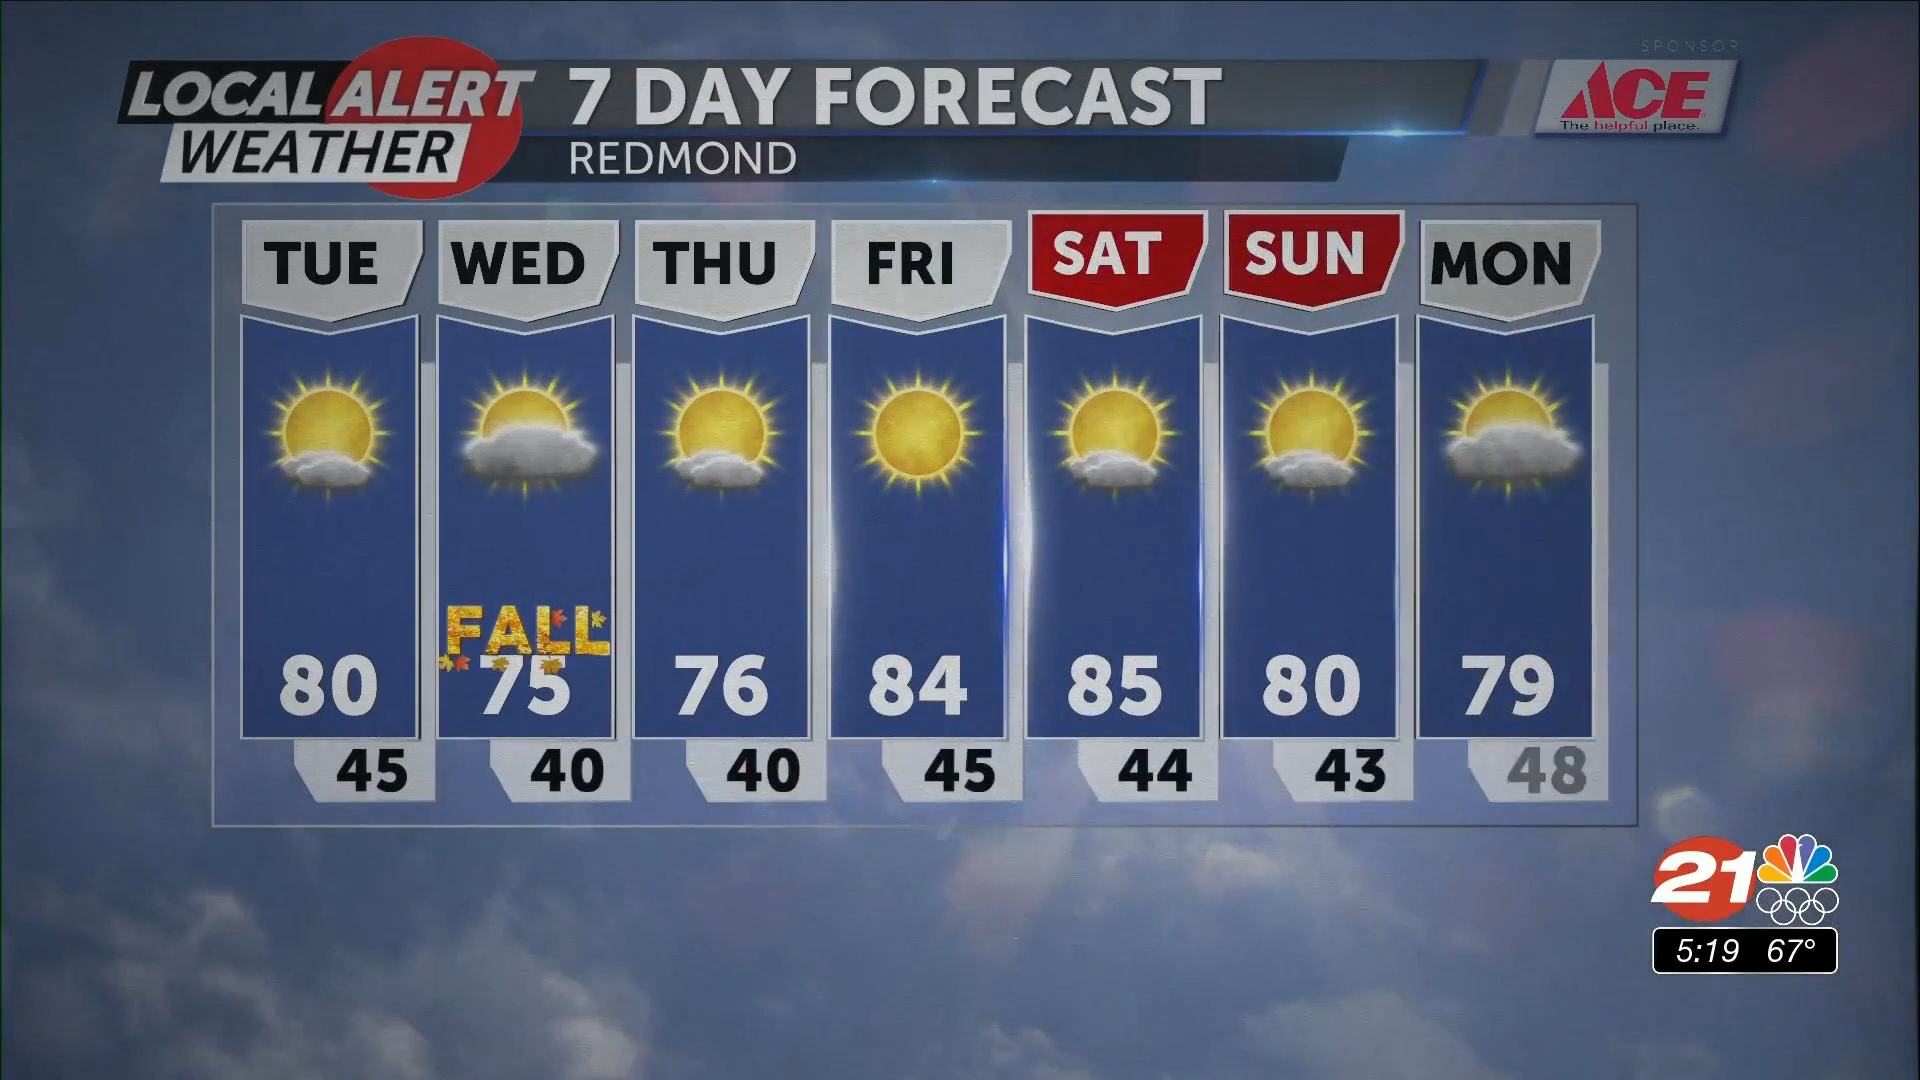 SPONSOR
LOCAL ALERT
WEATHER
7 DAY FORECAST
REDMOND
ACE
The helpful place.
TUE WED THU FRI SAT SUN MON
FALL
80 75 76 84 85 80 79
45 40 40 45 44 43 48
21
5:19 67°